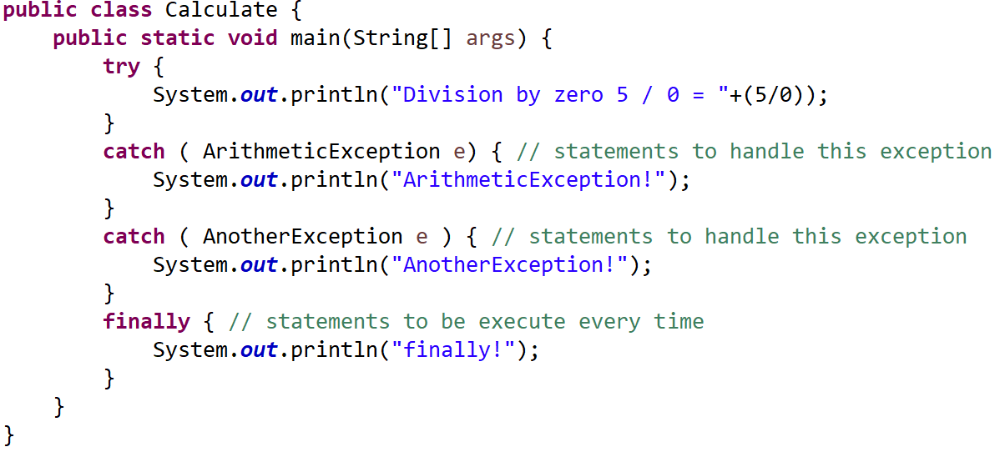 public class Calculate {
    public static void main(String[] args) {
        try {
            System.out.println("Division by zero 5 / 0 = "+(5/0));
        }
        catch ( ArithmeticException e) { // statements to handle this exception
            System.out.println("ArithmeticException!");
        }
        catch ( AnotherException e ) { // statements to handle this exception
            System.out.println("AnotherException!");
        }
        finally { // statements to be execute every time
            System.out.println("finally!");
        }
    }
}